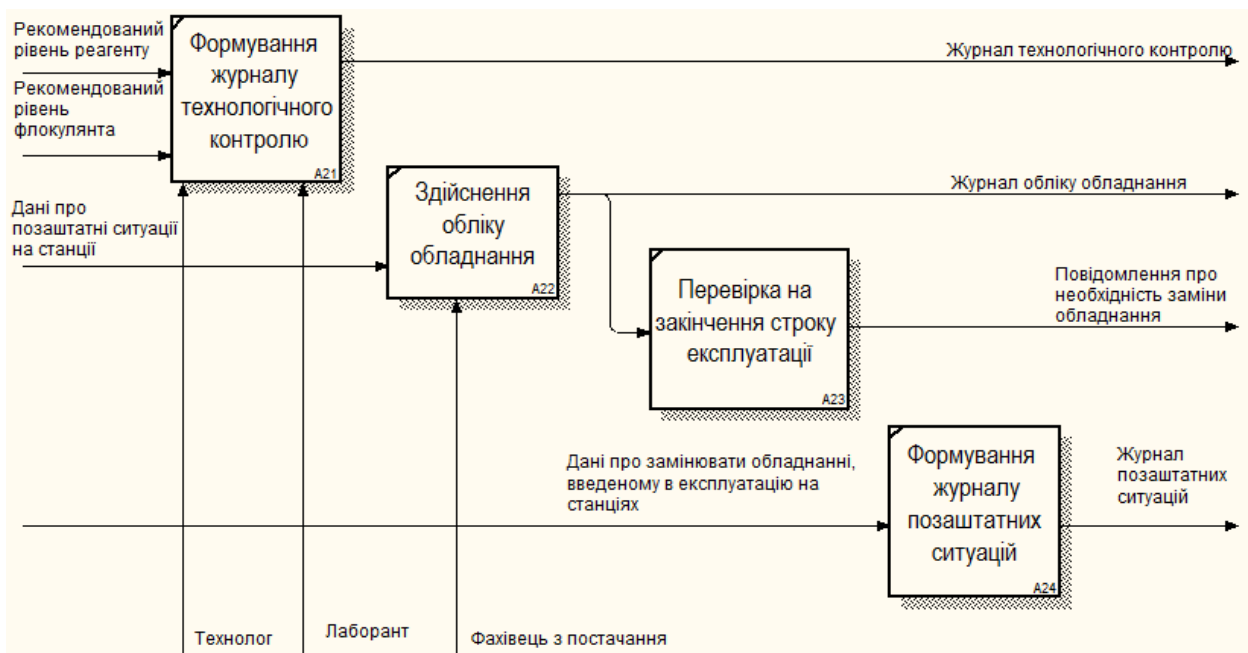 Рекомендований
рівень реагенту
Рекомендований
рівень
флокулянта
Формування
журналу
технологічного
контролю
A21
Журнал технологічного контролю
Дані про
позаштатні ситуації
на станції
Здійснення
обліку
обладнання
A22
Журнал обліку обладнання
Перевірка на
закінчення строку
експлуатації
A23
Повідомлення про
необхідність заміни
обладнання
Дані про замінювати обладнанні,
введеному в експлуатацію на
станціях
Формування
журналу
позаштатних
ситуацій
A24
Журнал
позаштатних
ситуацій
Технолог
Лаборант
Фахівець з постачання